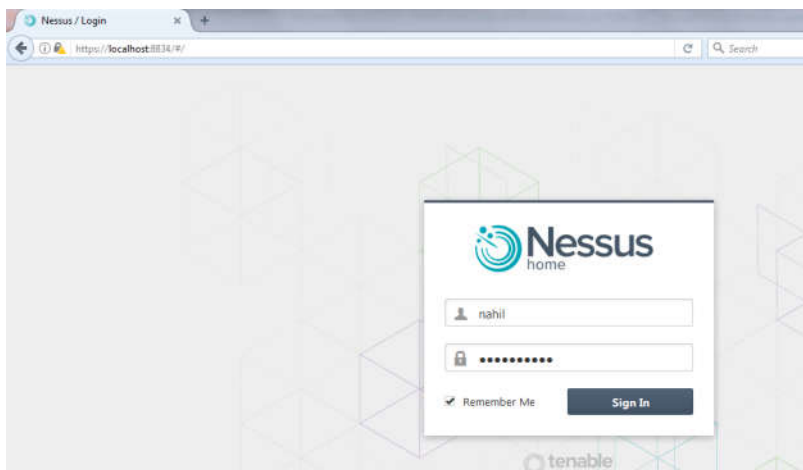 Nessus / Login
https://localhost:8834/#/
Search
Nessus
home
nahil
••••••••••
Remember Me
Sign In
tenable